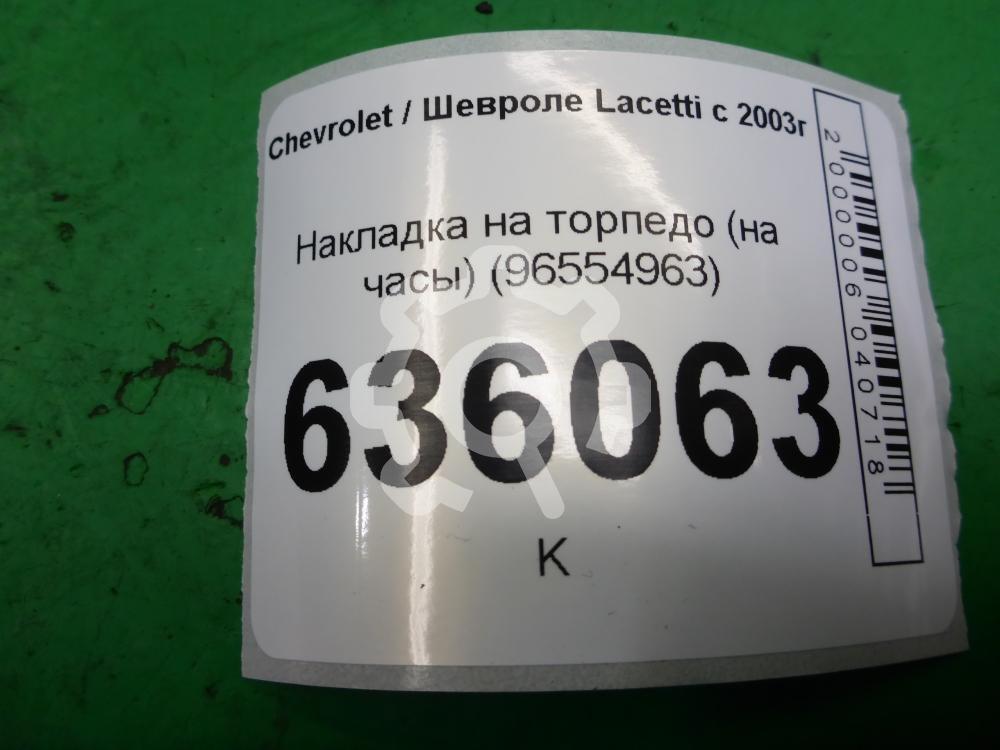 Chevrolet / Шевроле Lacetti с 2003г
Накладка на торпедо (на
часы) (96554963)
636063
К
2000006040718